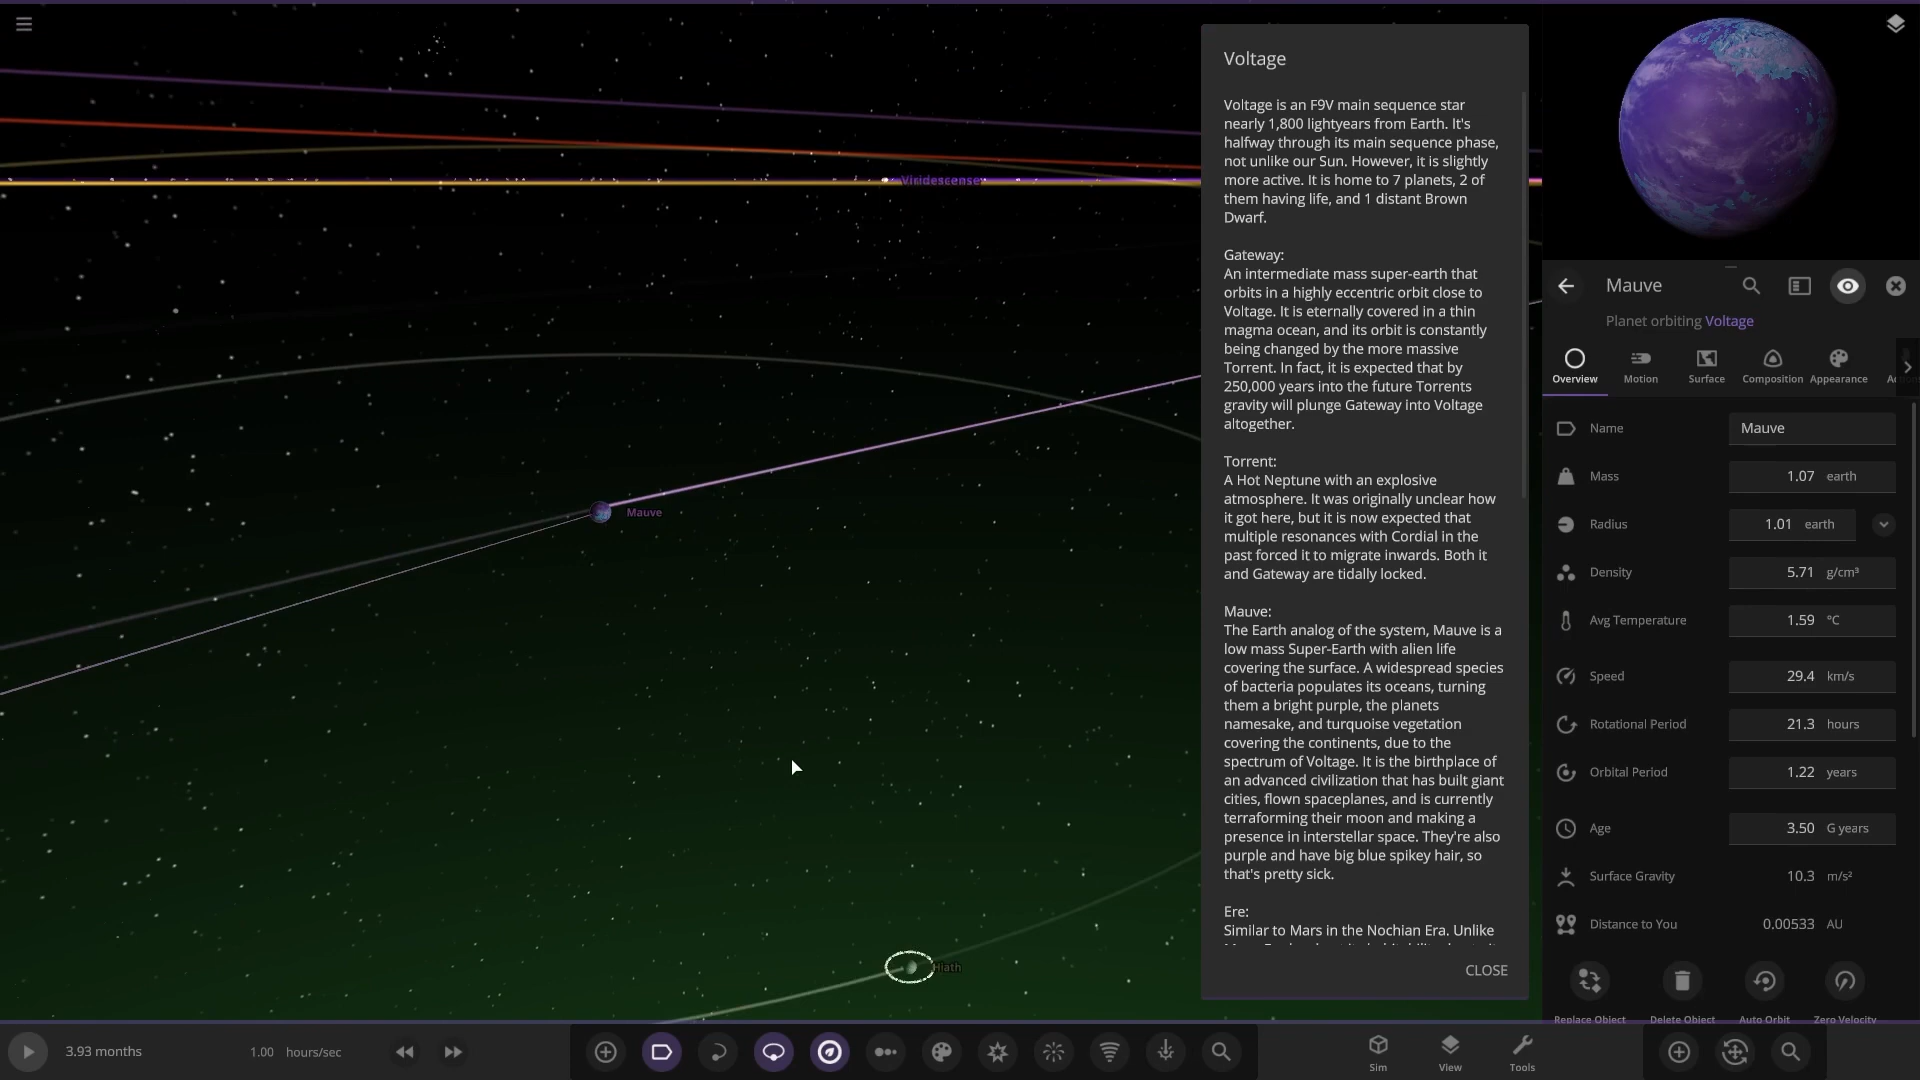 Voltage
Voltage is an F9V main sequence star
nearly 1,800 lightyears from Earth. It's
halfway through its main sequence phase,
not unlike our Sun. However, it is slightly
more active. It is home to 7 planets, 2 of
them having life, and 1 distant Brown
Dwarf.
Gateway:
An intermediate mass super-earth that
orbits in a highly eccentric orbit close to
Voltage. It is eternally covered in a thin
magma ocean, and its orbit is constantly
being changed by the more massive
Torrent. In fact, it is expected that by
250,000 years into the future Torrents
gravity will plunge Gateway into Voltage
altogether.
Torrent:
A Hot Neptune with an explosive
atmosphere. It was originally unclear how
it got here, but it is now expected that
multiple resonances with Cordial in the
past forced it to migrate inwards. Both it
and Gateway are tidally locked.
Mauve:
The Earth analog of the system, Mauve is a
low mass Super-Earth with alien life
covering the surface. A widespread species
of bacteria populates its oceans, turning
them a bright purple, the planets
namesake, and turquoise vegetation
covering the continents, due to the
spectrum of Voltage. It is the birthplace of
an advanced civilization that has built giant
cities, flown spaceplanes, and is currently
terraforming their moon and making a
presence in interstellar space. They're also
purple and have big blue spikey hair, so
that's pretty sick.
Ere:
Similar to Mars in the Nochian Era. Unlike
CLOSE
Viridescense
Mauve
Hiath
Mauve
Planet orbiting Voltage
Overview
Motion
Surface
Composition
Appearance
Name Mauve
Mass 1.07 earth
Radius 1.01 earth
Density 5.71 g/cm³
Avg Temperature 1.59 °C
Speed 29.4 km/s
Rotational Period 21.3 hours
Orbital Period 1.22 years
Age 3.50 G years
Surface Gravity 10.3 m/s²
Distance to You 0.00533 AU
Replace Object
Delete Object
Auto Orbit
Zero Velocity
3.93 months
1.00 hours/sec
Sim
View
Tools